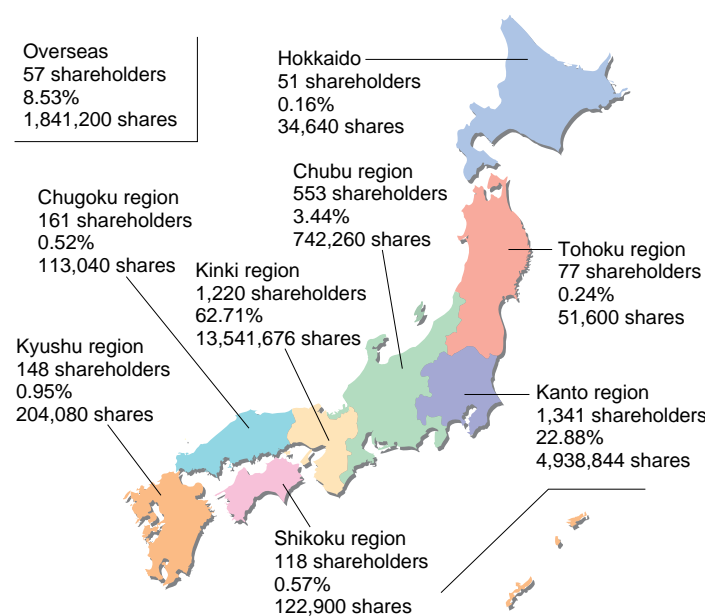 Overseas
57 shareholders
8.53%
1,841,200 shares
Hokkaido
51 shareholders
0.16%
34,640 shares
Chubu region
553 shareholders
3.44%
742,260 shares
Chugoku region
161 shareholders
0.52%
113,040 shares
Tohoku region
77 shareholders
0.24%
51,600 shares
Kinki region
1,220 shareholders
62.71%
13,541,676 shares
Kyushu region
148 shareholders
0.95%
204,080 shares
Kanto region
1,341 shareholders
22.88%
4,938,844 shares
Shikoku region
118 shareholders
0.57%
122,900 shares